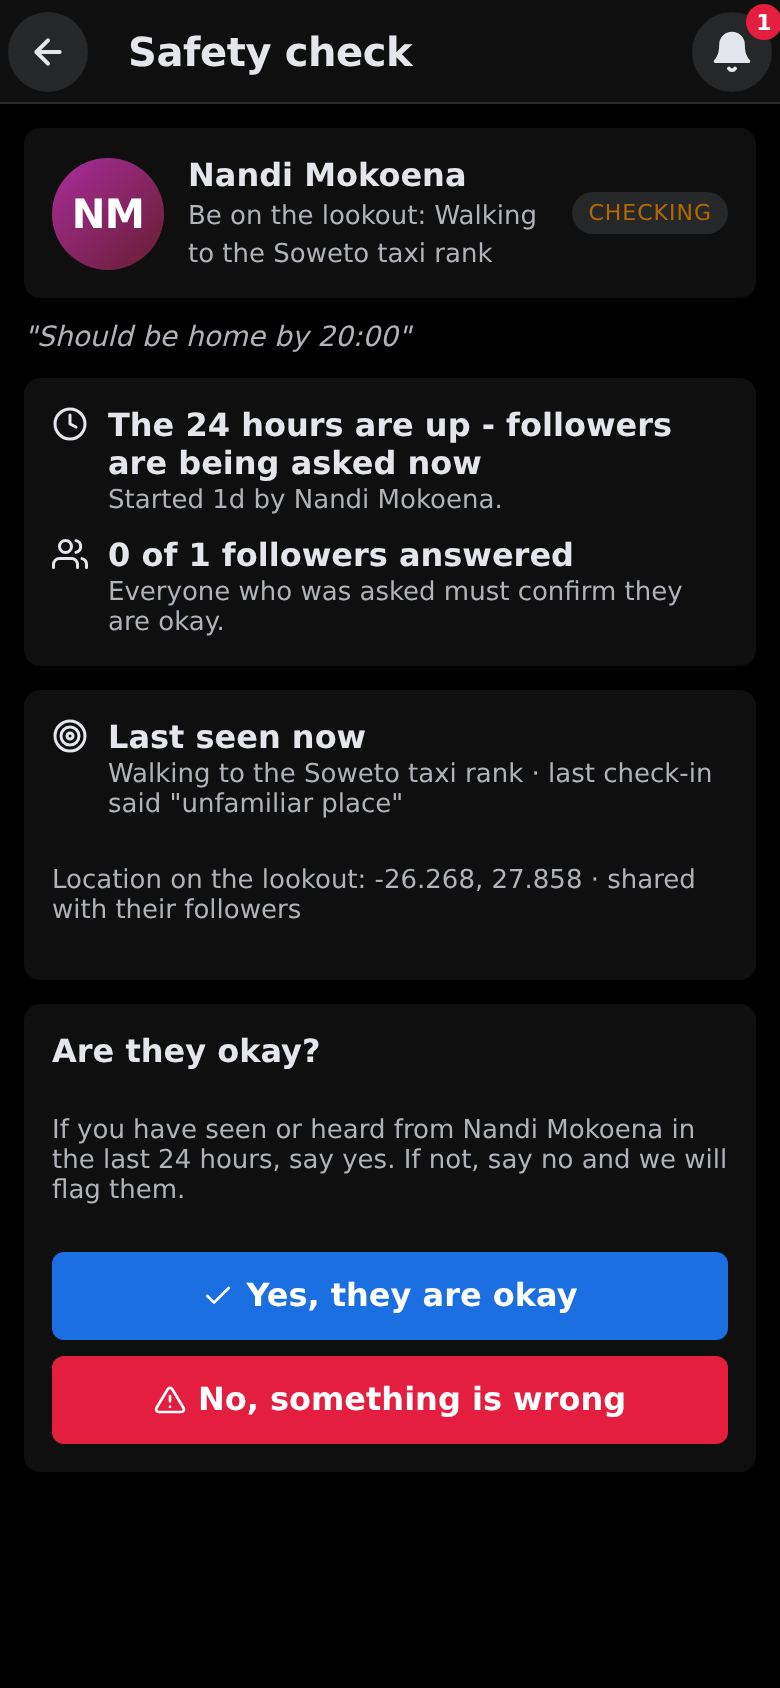 Safety check
1
NM
Nandi Mokoena
Be on the lookout: Walking
to the Soweto taxi rank
CHECKING
"Should be home by 20:00"
The 24 hours are up - followers
are being asked now
Started 1d by Nandi Mokoena.
0 of 1 followers answered
Everyone who was asked must confirm they
are okay.
Last seen now
Walking to the Soweto taxi rank · last check-in
said "unfamiliar place"
Location on the lookout: -26.268, 27.858 · shared
with their followers
Are they okay?
If you have seen or heard from Nandi Mokoena in
the last 24 hours, say yes. If not, say no and we will
flag them.
Yes, they are okay
No, something is wrong